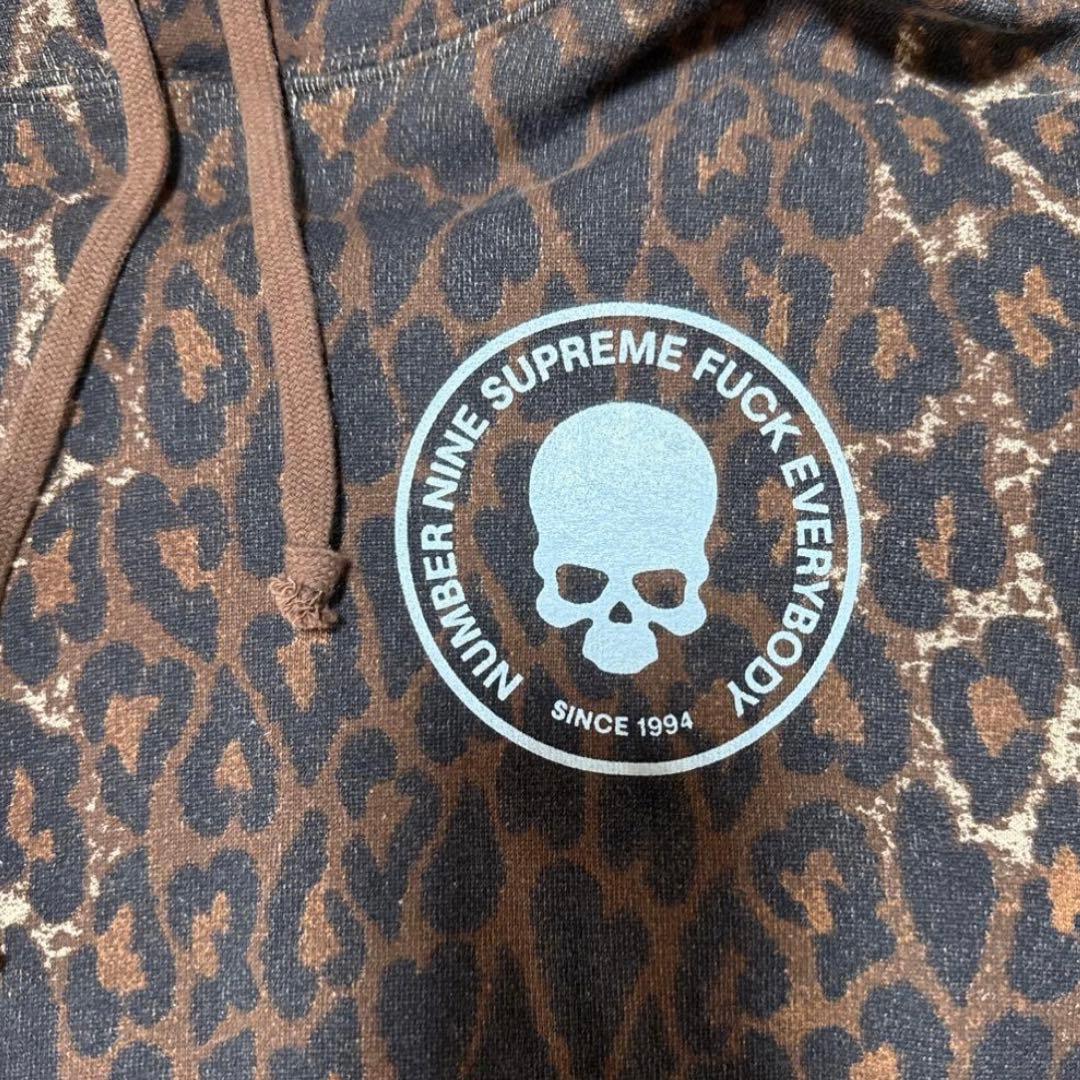 NUMBER NINE SUPREME FUCK EVERYBODY
SINCE 1994